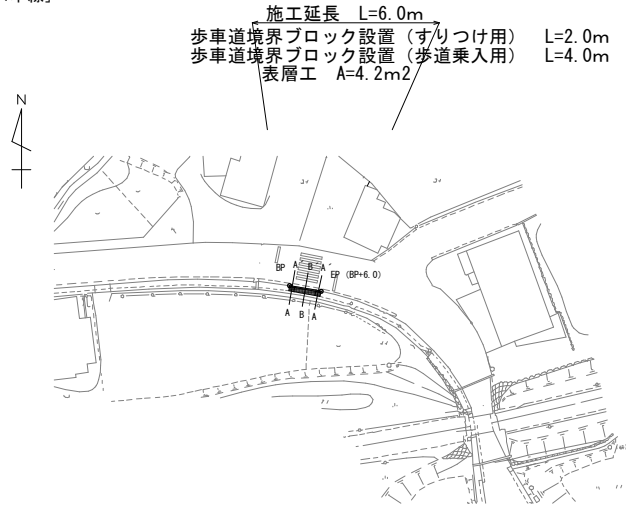 施工延長 L=6.0m
歩車道境界ブロック設置（すりつけ用） L=2.0m
歩車道境界ブロック設置（歩道乗入用） L=4.0m
表層工 A=4.2m2
N
BP A B A' EP (BP+6.0)
A B A